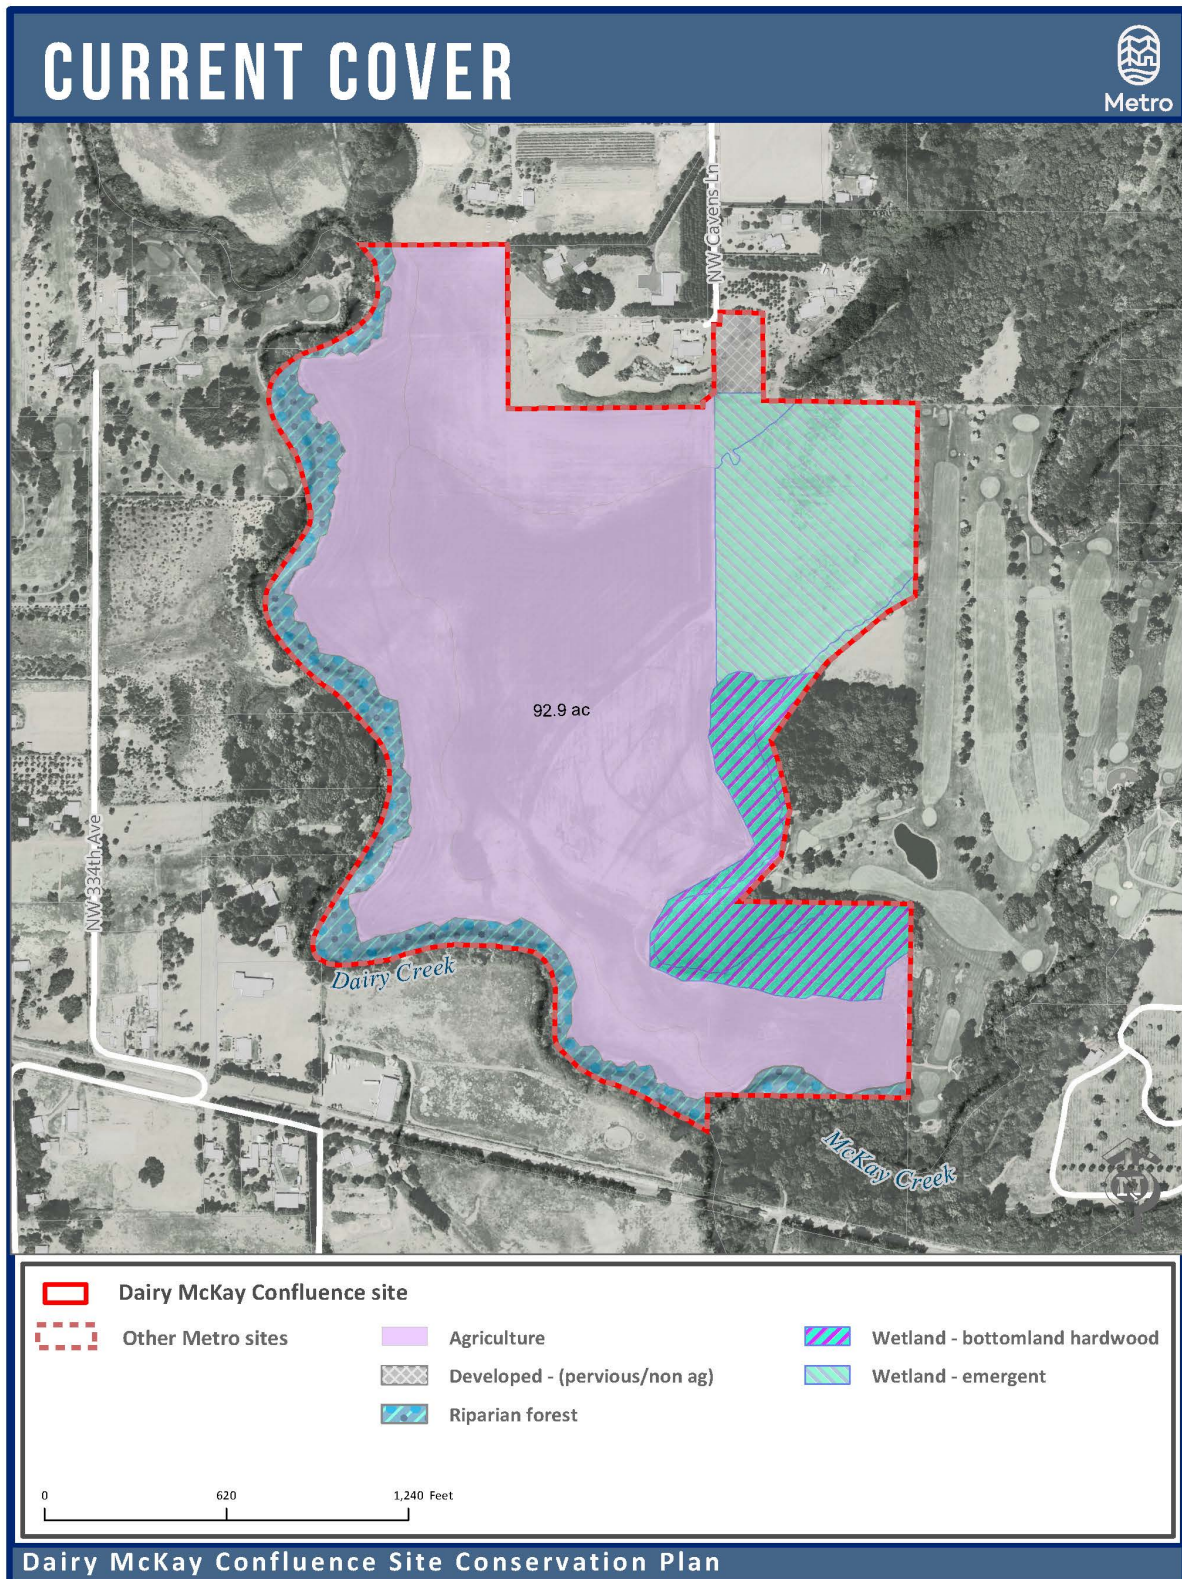 CURRENT COVER
Metro
NW Cavens Ln
92.9 ac
NW 334th Ave
Dairy Creek
McKay Creek
N
Dairy McKay Confluence site
Other Metro sites
Agriculture
Wetland - bottomland hardwood
Developed - (pervious/non ag)
Wetland - emergent
Riparian forest
0 620 1,240 Feet
Dairy McKay Confluence Site Conservation Plan